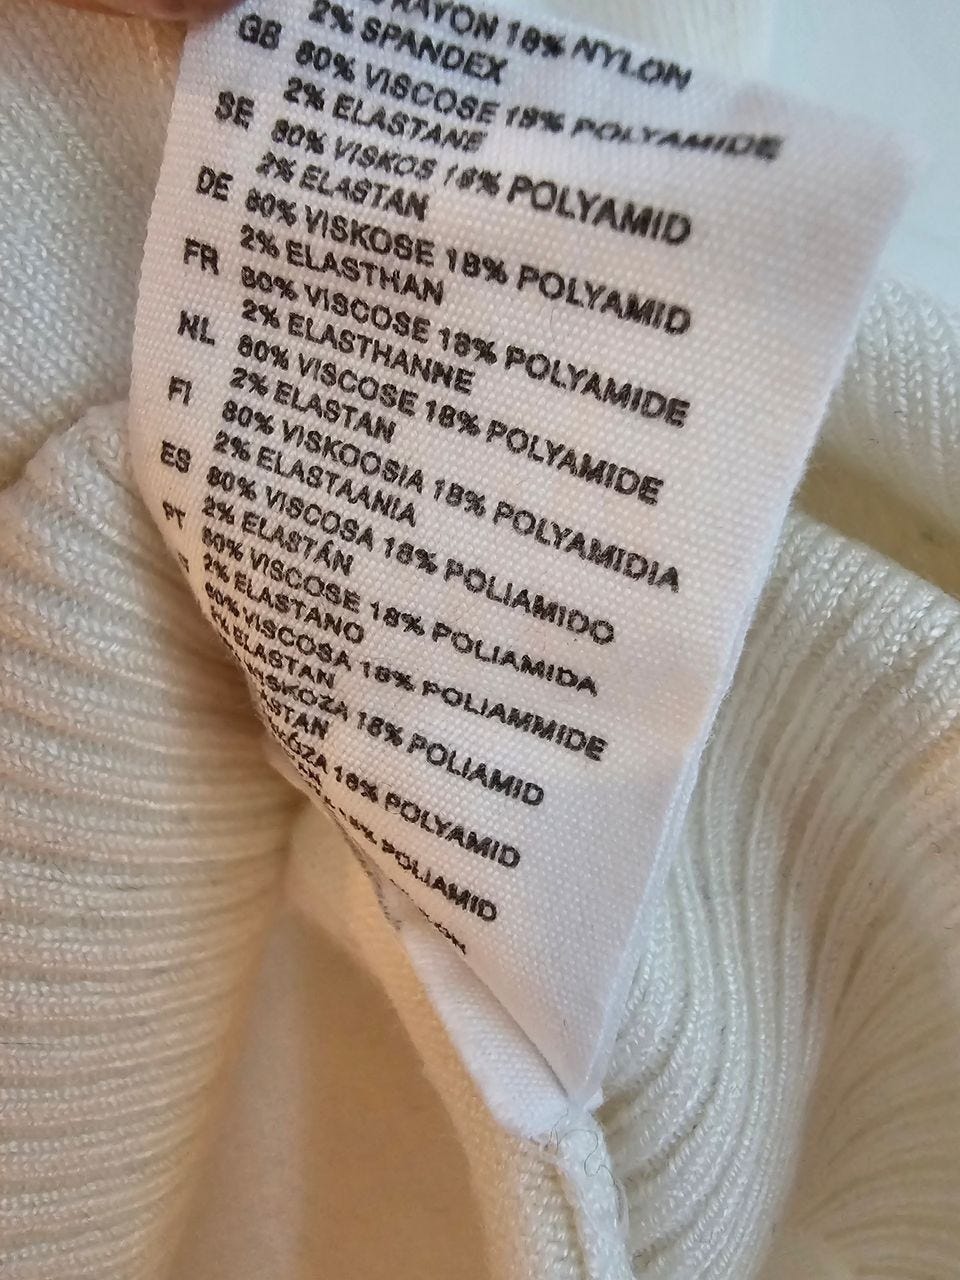 RAYON 18% NYLON
2% SPANDEX
GB 80% VISCOSE 18% POLYAMIDE
2% ELASTANE
SE 80% VISKOS 18% POLYAMID
2% ELASTAN
DE 80% VISKOSE 18% POLYAMID
2% ELASTHAN
FR 80% VISCOSE 18% POLYAMIDE
2% ELASTHANNE
NL 80% VISCOSE 18% POLYAMIDE
2% ELASTAN
FI 80% VISKOOSIA 18% POLYAMIDIA
2% ELASTAANIA
ES 80% VISCOSA 18% POLIAMIDO
2% ELASTÁN
PT 80% VISCOSE 18% POLIAMIDA
2% ELASTANO
80% VISCOSA 18% POLIAMMIDE
ELASTAN
18% POLIAMID
18% POLYAMID
POLIAMID